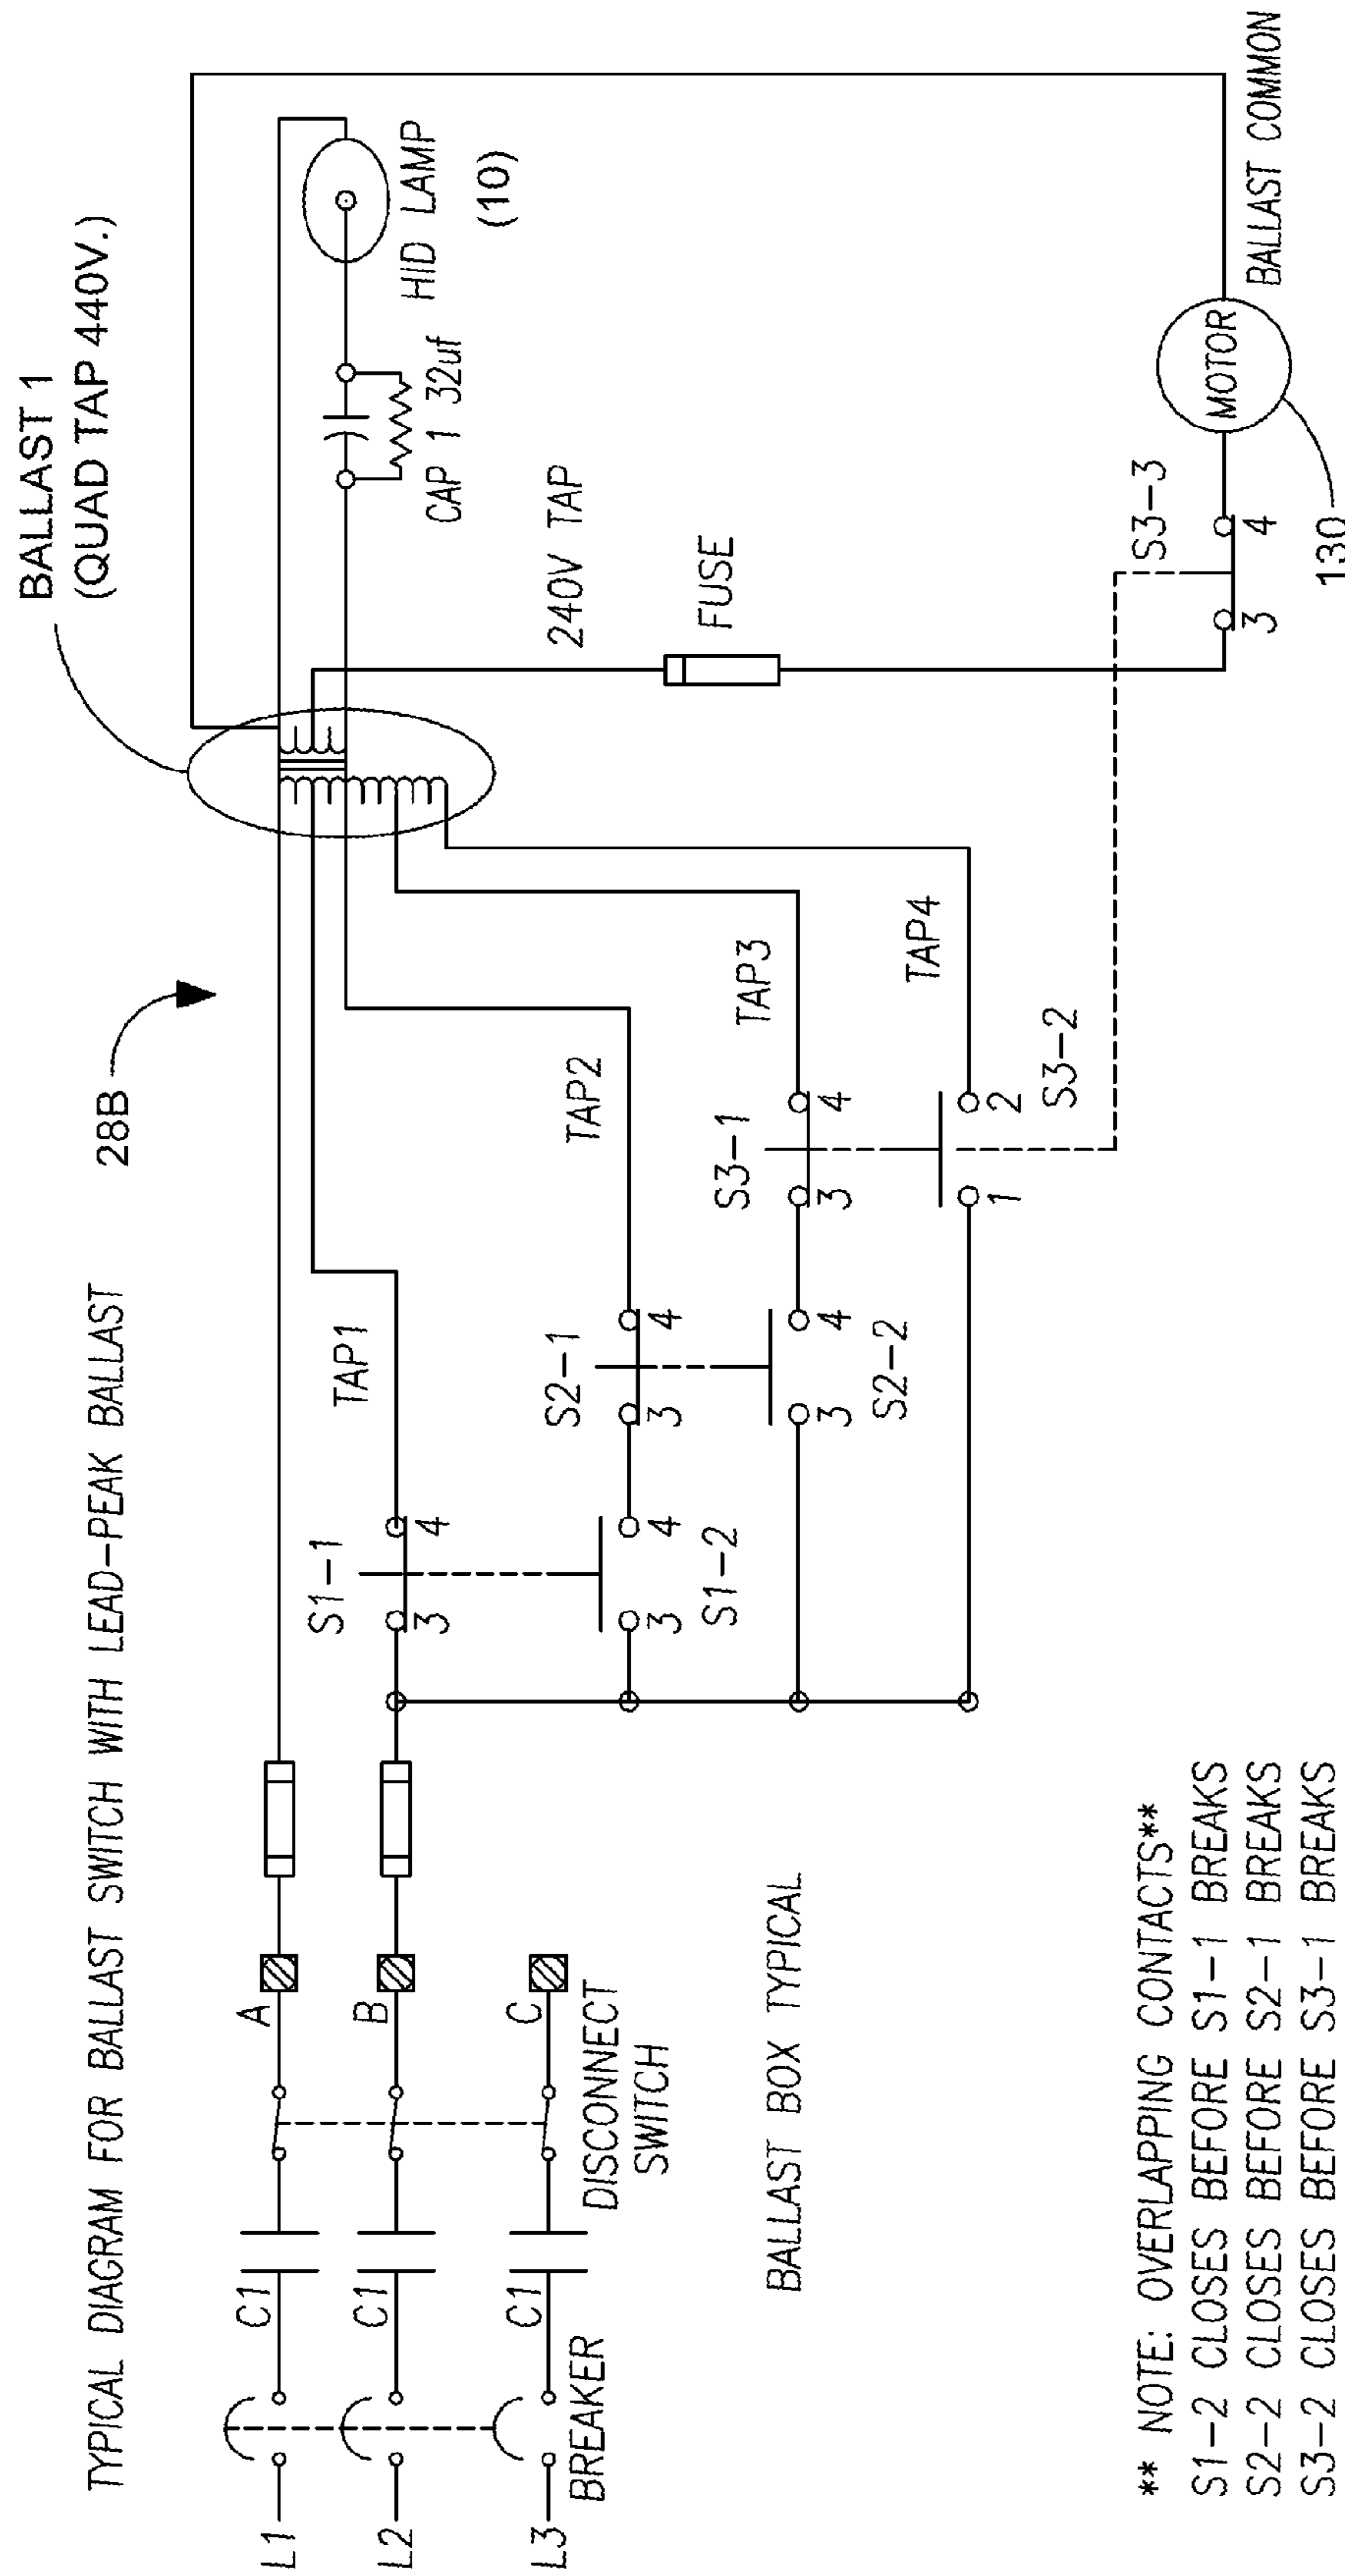 TYPICAL DIAGRAM FOR BALLAST SWITCH WITH LEAD-PEAK BALLAST
28B
BALLAST 1
(QUAD TAP 440V.)
L1
C1
A
L2
C1
B
L3
C1
C
BREAKER
DISCONNECT
SWITCH
BALLAST BOX TYPICAL
S1-1
3
4
TAP1
S1-2
3
4
S2-1
3
4
TAP2
S2-2
3
4
S3-1
3
4
TAP3
S3-2
1
2
TAP4
HID LAMP
(10)
CAP 1 32uf
240V TAP
FUSE
S3-3
3
4
MOTOR
130
BALLAST COMMON
** NOTE: OVERLAPPING CONTACTS**
S1-2 CLOSES BEFORE S1-1 BREAKS
S2-2 CLOSES BEFORE S2-1 BREAKS
S3-2 CLOSES BEFORE S3-1 BREAKS